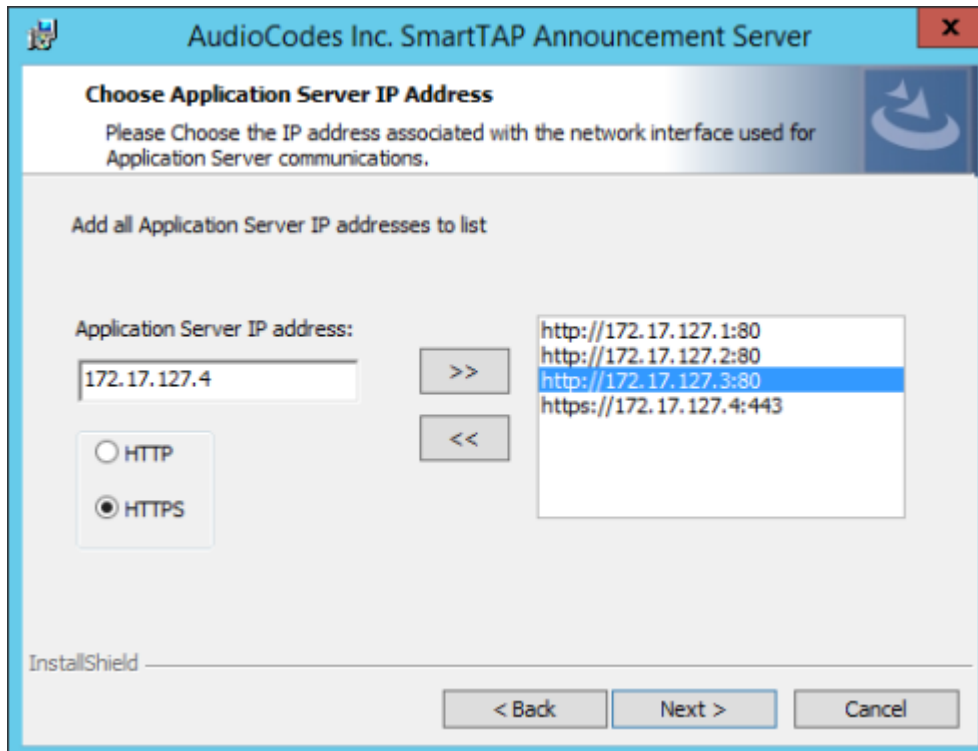 AudioCodes Inc. SmartTAP Announcement Server
x
Choose Application Server IP Address
Please Choose the IP address associated with the network interface used for
Application Server communications.
Add all Application Server IP addresses to list
Application Server IP address:
172.17.127.4
HTTP
HTTPS
>>
<<
http://172.17.127.1:80
http://172.17.127.2:80
http://172.17.127.3:80
https://172.17.127.4:443
InstallShield
< Back
Next >
Cancel